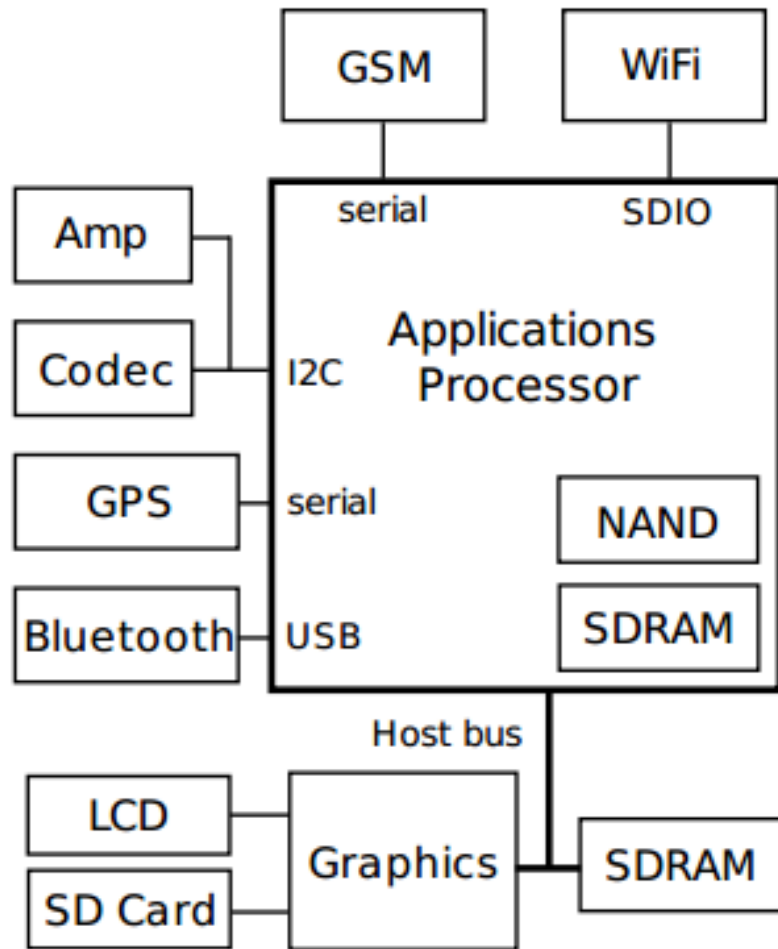 GSM
WiFi
serial
SDIO
Amp
Applications
Processor
Codec
I2C
GPS
serial
NAND
Bluetooth
USB
SDRAM
Host bus
LCD
Graphics
SDRAM
SD Card